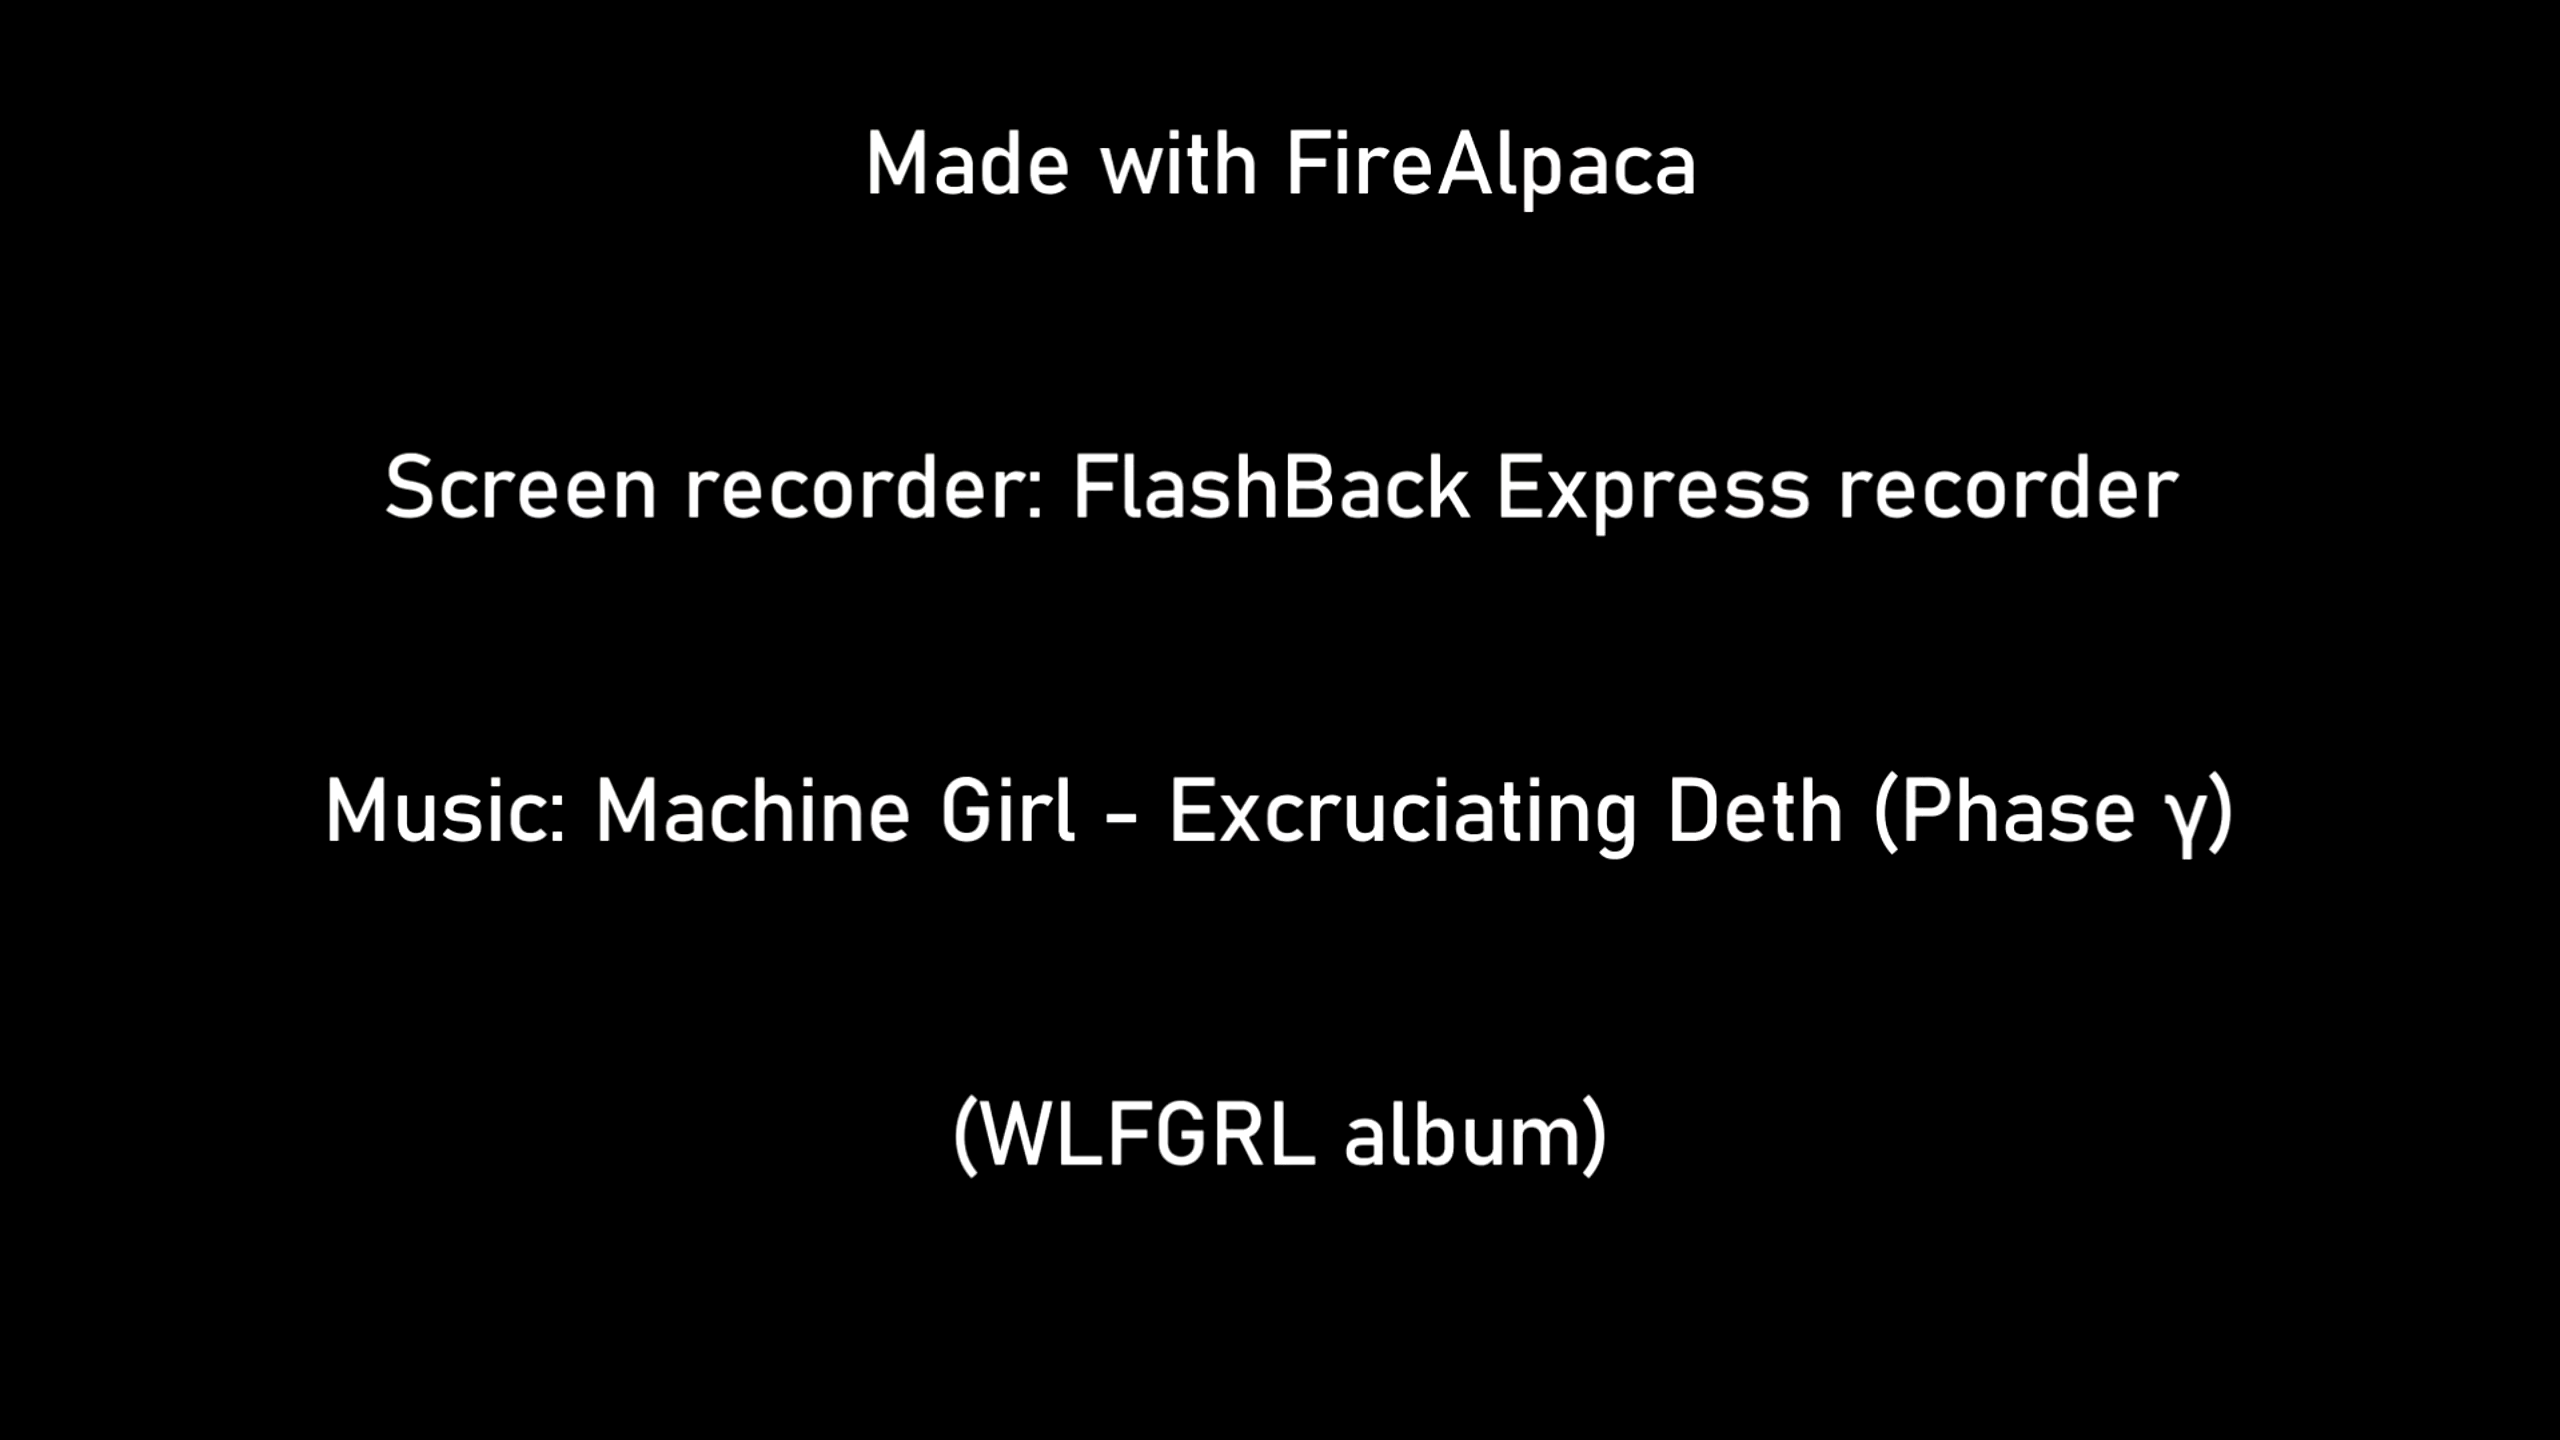 Made with FireAlpaca
Screen recorder: FlashBack Express recorder
Music: Machine Girl - Excruciating Deth (Phase γ)
(WLFGRL album)